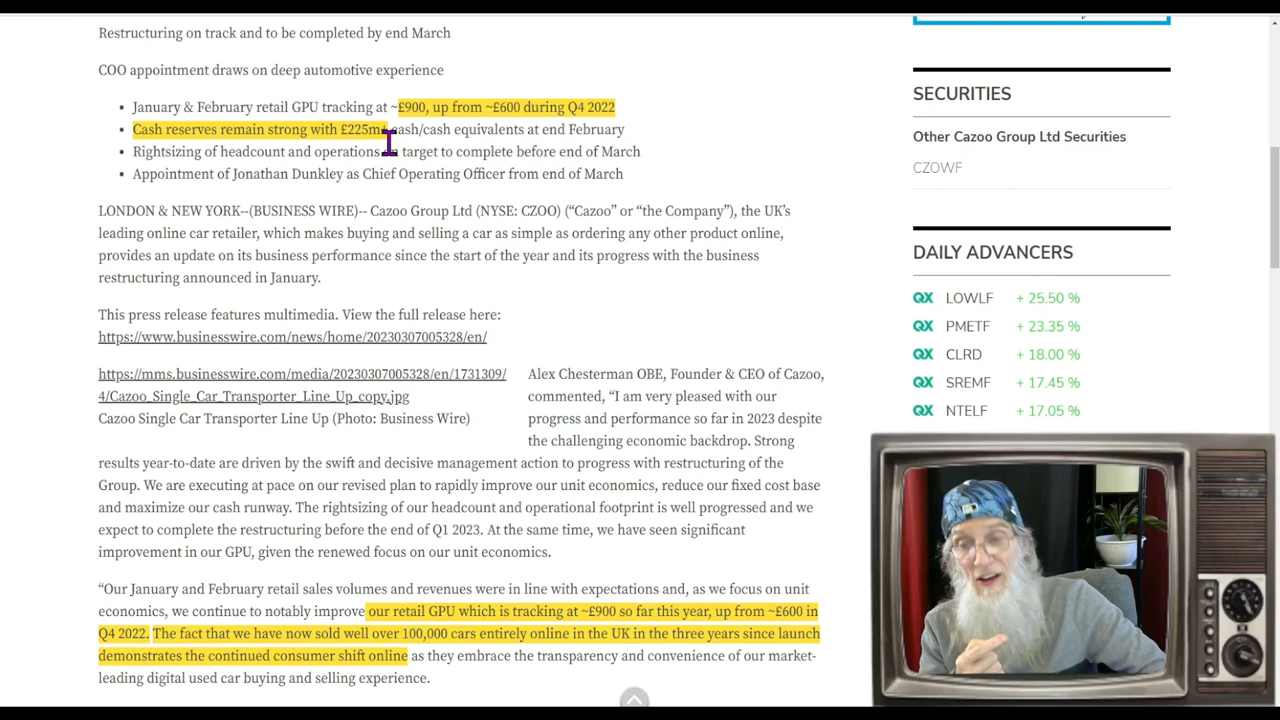 Restructuring on track and to be completed by end March
COO appointment draws on deep automotive experience
• January & February retail GPU tracking at ~£900, up from ~£600 during Q4 2022
• Cash reserves remain strong with £225m+ cash/cash equivalents at end February
• Rightsizing of headcount and operations on target to complete before end of March
• Appointment of Jonathan Dunkley as Chief Operating Officer from end of March
LONDON & NEW YORK--(BUSINESS WIRE)-- Cazoo Group Ltd (NYSE: CZOO) (“Cazoo” or “the Company”), the UK’s
leading online car retailer, which makes buying and selling a car as simple as ordering any other product online,
provides an update on its business performance since the start of the year and its progress with the business
restructuring announced in January.
This press release features multimedia. View the full release here:
https://www.businesswire.com/news/home/20230307005328/en/
https://mms.businesswire.com/media/20230307005328/en/1731309/
4/Cazoo_Single_Car_Transporter_Line_Up_copy.jpg
Cazoo Single Car Transporter Line Up (Photo: Business Wire)
Alex Chesterman OBE, Founder & CEO of Cazoo,
commented, “I am very pleased with our
progress and performance so far in 2023 despite
the challenging economic backdrop. Strong
results year-to-date are driven by the swift and decisive management action to progress with restructuring of the
Group. We are executing at pace on our revised plan to rapidly improve our unit economics, reduce our fixed cost base
and maximize our cash runway. The rightsizing of our headcount and operational footprint is well progressed and we
expect to complete the restructuring before the end of Q1 2023. At the same time, we have seen significant
improvement in our GPU, given the renewed focus on our unit economics.
“Our January and February retail sales volumes and revenues were in line with expectations and, as we focus on unit
economics, we continue to notably improve our retail GPU which is tracking at ~£900 so far this year, up from ~£600 in
Q4 2022. The fact that we have now sold well over 100,000 cars entirely online in the UK in the three years since launch
demonstrates the continued consumer shift online as they embrace the transparency and convenience of our market-
leading digital used car buying and selling experience.
SECURITIES
Other Cazoo Group Ltd Securities
CZOWF
DAILY ADVANCERS
QX LOWLF + 25.50 %
QX PMETF + 23.35 %
QX CLRD + 18.00 %
QX SREMF + 17.45 %
QX NTELF + 17.05 %